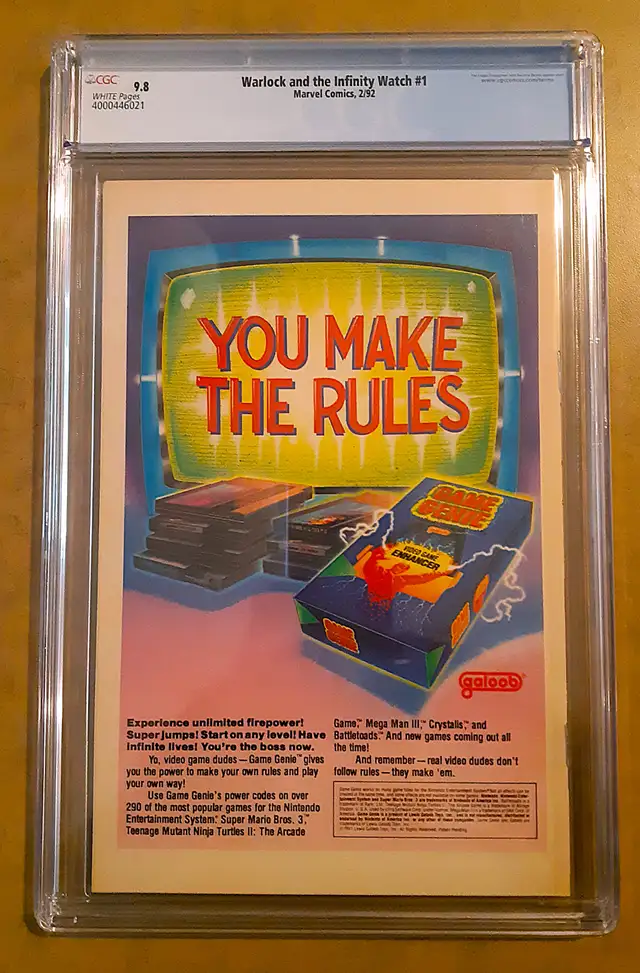 CGC
9.8
WHITE Pages
4000446021
Warlock and the Infinity Watch #1
Marvel Comics, 2/92
www.cgccomics.com/terms
YOU MAKE
THE RULES
GAME
GENIE
VIDEO GAME
ENHANCER
galoob
Experience unlimited firepower!
Super jumps! Start on any level! Have
infinite lives! You're the boss now.
Yo, video game dudes — Game Genie™ gives
you the power to make your own rules and play
your own way!
Use Game Genie's power codes on over
290 of the most popular games for the Nintendo
Entertainment System. Super Mario Bros. 3,™
Teenage Mutant Ninja Turtles II: The Arcade
Game,™ Mega Man III,™ Crystalis,™ and
Battletoads.™ And new games coming out all
the time!
And remember — real video dudes don't
follow rules — they make 'em.